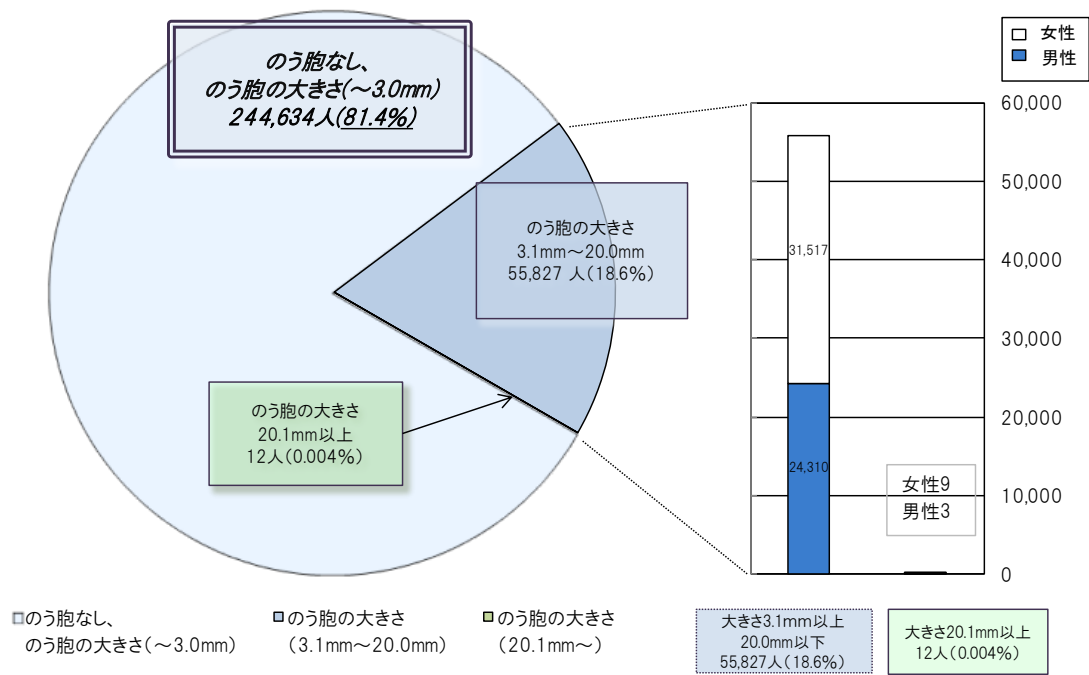 のう胞なし、
のう胞の大きさ(～3.0mm)
244,634人(81.4%)
のう胞の大きさ
3.1mm～20.0mm
55,827 人(18.6%)
のう胞の大きさ
20.1mm以上
12人(0.004%)
のう胞なし、
のう胞の大きさ(～3.0mm)
のう胞の大きさ
(3.1mm～20.0mm)
のう胞の大きさ
(20.1mm～)
女性
男性
60,000
50,000
40,000
30,000
20,000
10,000
0
31,517
24,310
女性9
男性3
大きさ3.1mm以上
20.0mm以下
55,827人(18.6%)
大きさ20.1mm以上
12人(0.004%)